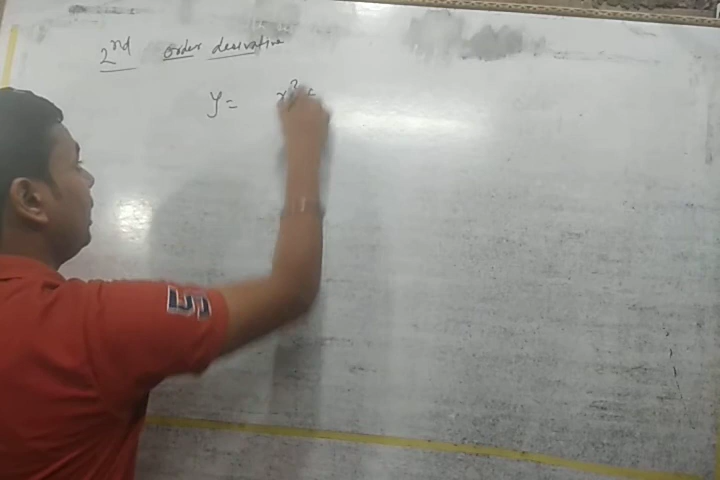 2nd order derivative
y = x²